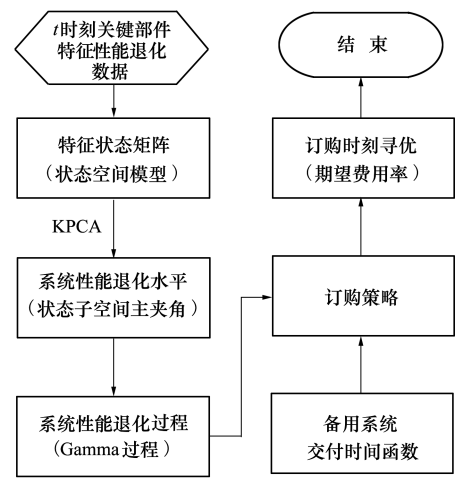 t时刻关键部件
特征性能退化
数据
特征状态矩阵
（状态空间模型）
KPCA
系统性能退化水平
（状态子空间主夹角）
系统性能退化过程
（Gamma过程）
结 束
订购时刻寻优
（期望费用率）
订购策略
备用系统
交付时间函数